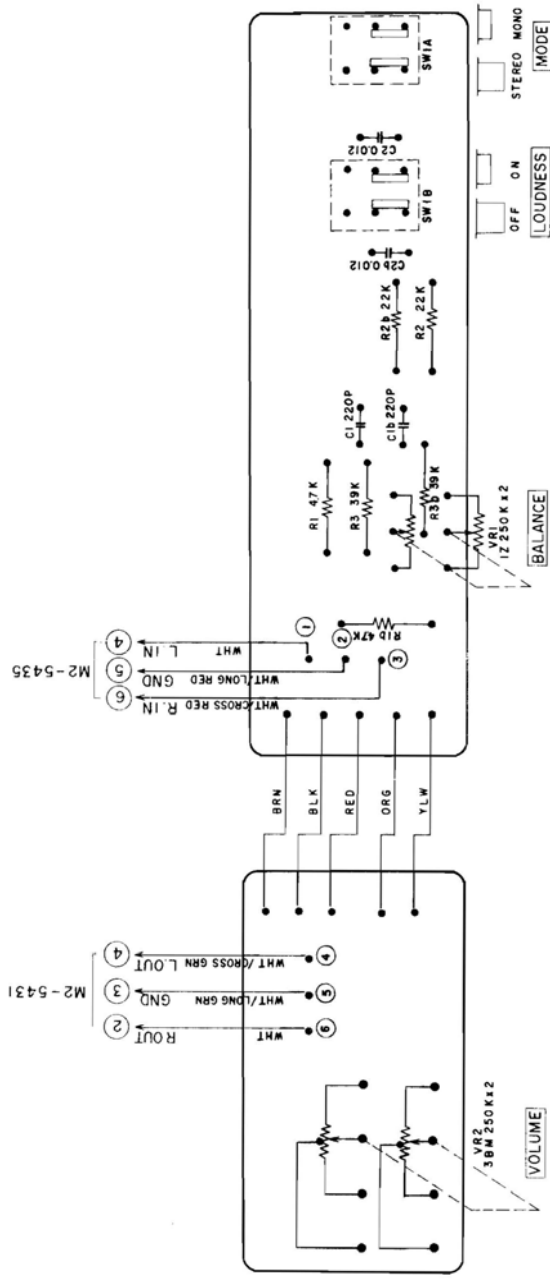 M2-5431
4
L.OUT
WHT/CROSS GRN
4
3
GND
WHT/LONG GRN
5
2
R.OUT
WHT
6
VR2
3BM 250K x2
VOLUME
BRN
BLK
RED
ORG
YLW
M2-5435
4
L.IN
WHT
1
5
GND
WHT/LONG RED
2
6
R.IN
WHT/CROSS RED
3
R1b 47K
R1 47K
R3 39K
R3b 39K
VR1
1Z 250K x2
BALANCE
C1 220P
C1b 220P
R2b 22K
R2 22K
C2b 0.012
C2 0.012
SW1B
OFF ON
LOUDNESS
SW1A
STEREO MONO
MODE